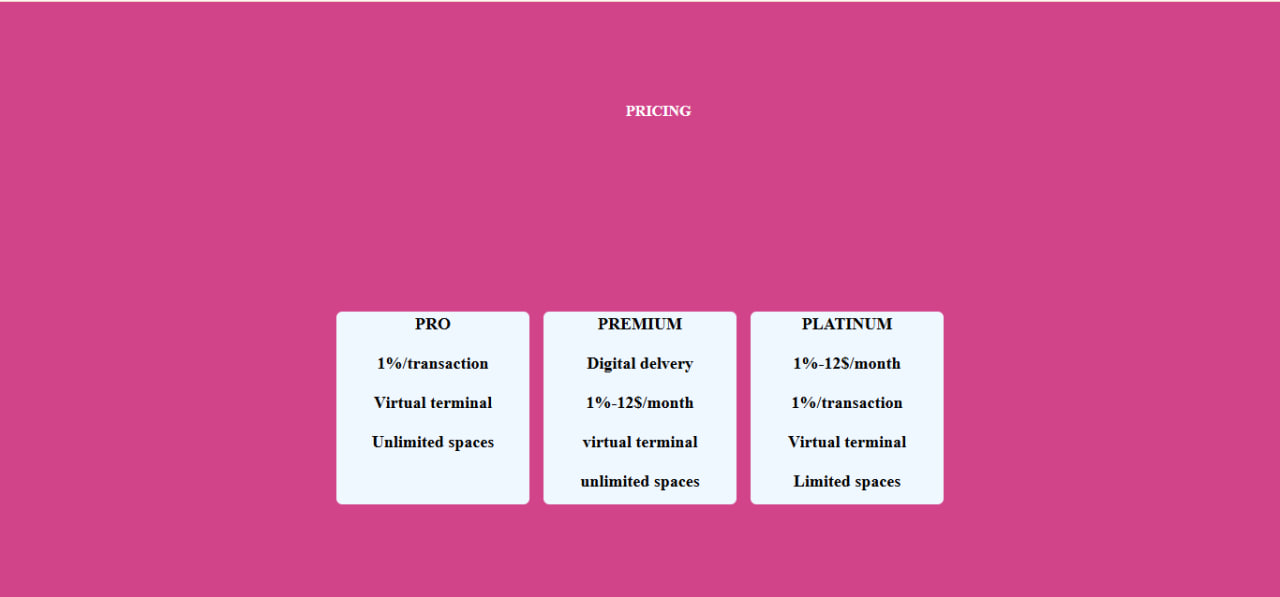 PRICING
PRO
1%/transaction
Virtual terminal
Unlimited spaces
PREMIUM
Digital delvery
1%-12$/month
virtual terminal
unlimited spaces
PLATINUM
1%-12$/month
1%/transaction
Virtual terminal
Limited spaces